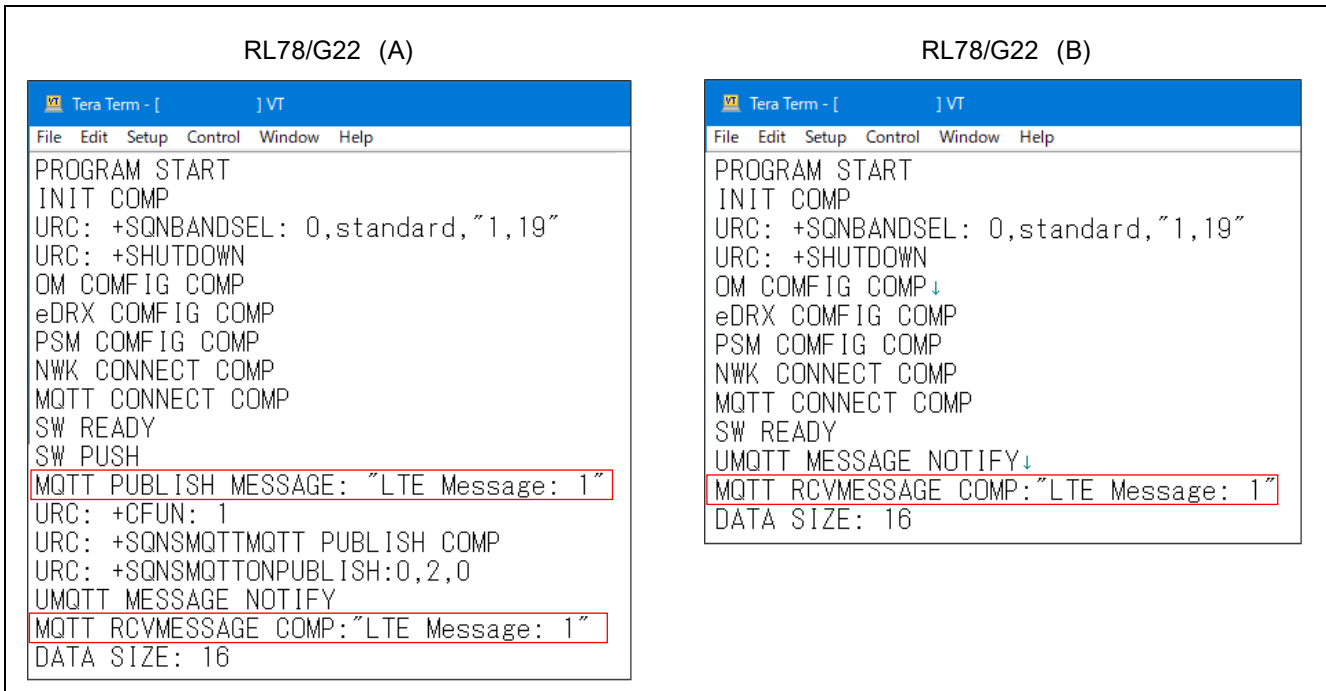 RL78/G22 (A)
Tera Term - [ ] VT
File Edit Setup Control Window Help
PROGRAM START
INIT COMP
URC: +SQNBANDSEL: 0,standard,"1,19"
URC: +SHUTDOWN
OM COMFIG COMP
eDRX COMFIG COMP
PSM COMFIG COMP
NWK CONNECT COMP
MQTT CONNECT COMP
SW READY
SW PUSH
MQTT PUBLISH MESSAGE: "LTE Message: 1"
URC: +CFUN: 1
URC: +SQNSMQTTMQTT PUBLISH COMP
URC: +SQNSMQTTONPUBLISH:0,2,0
UMQTT MESSAGE NOTIFY
MQTT RCVMESSAGE COMP:"LTE Message: 1"
DATA SIZE: 16
RL78/G22 (B)
Tera Term - [ ] VT
File Edit Setup Control Window Help
PROGRAM START
INIT COMP
URC: +SQNBANDSEL: 0,standard,"1,19"
URC: +SHUTDOWN
OM COMFIG COMP↓
eDRX COMFIG COMP
PSM COMFIG COMP
NWK CONNECT COMP
MQTT CONNECT COMP
SW READY
UMQTT MESSAGE NOTIFY↓
MQTT RCVMESSAGE COMP:"LTE Message: 1"
DATA SIZE: 16